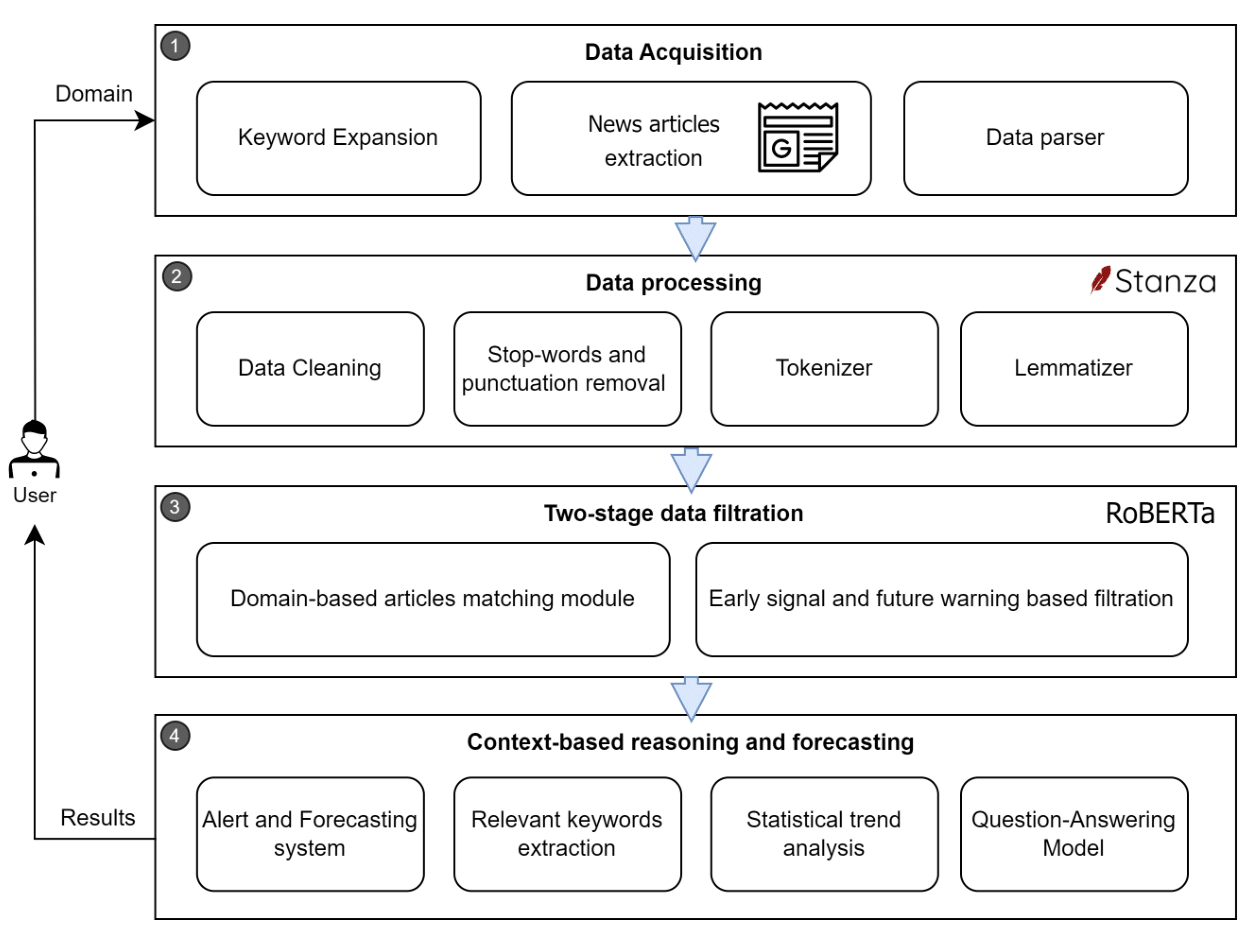 1
Data Acquisition
Domain
Keyword Expansion
News articles
extraction
G
Data parser
2
Data processing
Stanza
Data Cleaning
Stop-words and
punctuation removal
Tokenizer
Lemmatizer
User
3
Two-stage data filtration
RoBERTa
Domain-based articles matching module
Early signal and future warning based filtration
4
Context-based reasoning and forecasting
Results
Alert and Forecasting
system
Relevant keywords
extraction
Statistical trend
analysis
Question-Answering
Model